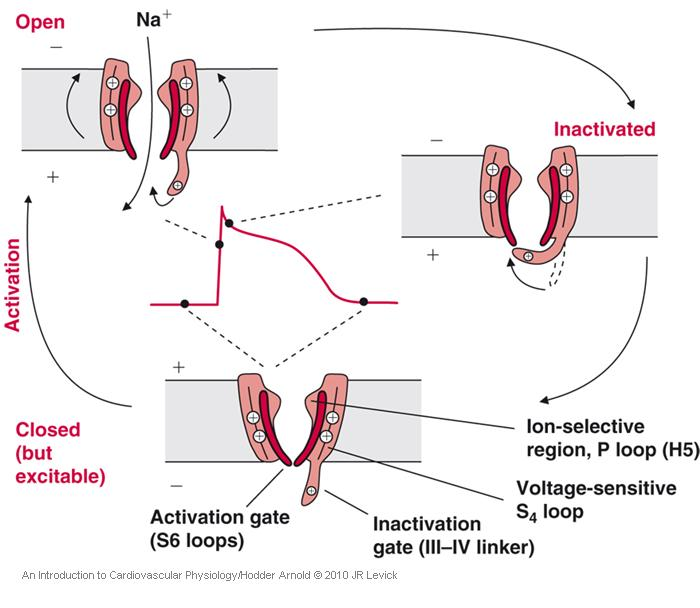 Open
Na⁺
−
+
Inactivated
−
+
Activation
+
−
Closed
(but
excitable)
Ion-selective
region, P loop (H5)
Voltage-sensitive
S₄ loop
Activation gate
(S6 loops)
Inactivation
gate (III–IV linker)
An Introduction to Cardiovascular Physiology/Hodder Arnold © 2010 JR Levick